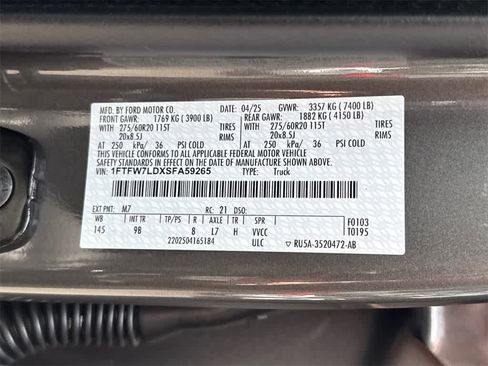 MFD. BY FORD MOTOR CO. 04/25 GVWR: 3357 KG ( 7400 LB)
FRONT GAWR: 1769 KG ( 3900 LB) REAR GAWR: 1882 KG ( 4150 LB)
WITH 275/60R20 115T TIRES WITH 275/60R20 115T TIRES
20x8.5J RIMS 20x8.5J RIMS
AT 250 kPa/ 36 PSI COLD AT 250 kPa/ 36 PSI COLD
THIS VEHICLE CONFORMS TO ALL APPLICABLE FEDERAL MOTOR VEHICLE
SAFETY STANDARDS IN EFFECT ON THE DATE OF MANUFACTURE SHOWN ABOVE.
VIN: 1FTFW7LDXSFA59265 TYPE: Truck
EXT PNT: M7 RC: 21 DSO:
WB INT TR TP/PS R AXLE TR SPR F0103
145 9B 8 L7 H VVCC T0195
2202504165184 ULC RU5A-3520472-AB